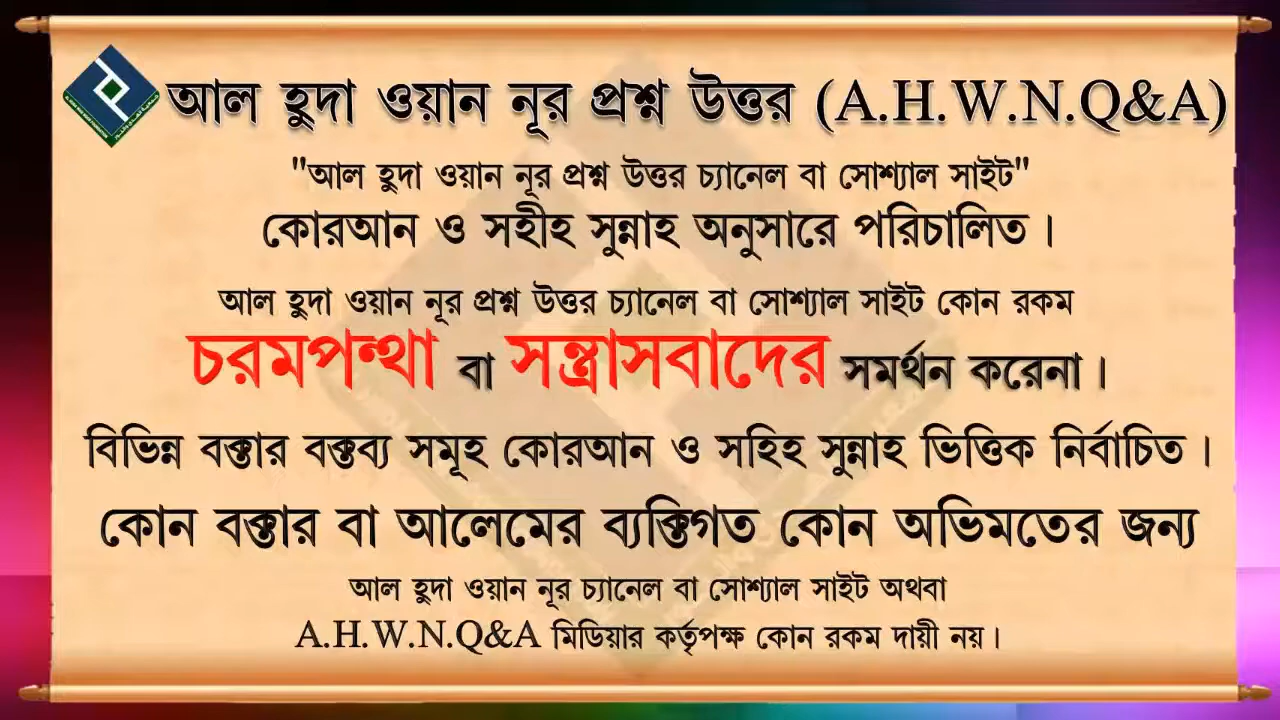 আল হুদা ওয়ান নূর প্রশ্ন উত্তর (A.H.W.N.Q&A)
"আল হুদা ওয়ান নূর প্রশ্ন উত্তর চ্যানেল বা সোশ্যাল সাইট"
কোরআন ও সহীহ সুন্নাহ অনুসারে পরিচালিত।
আল হুদা ওয়ান নূর প্রশ্ন উত্তর চ্যানেল বা সোশ্যাল সাইট কোন রকম
চরমপন্থা বা সন্ত্রাসবাদের সমর্থন করেনা।
বিভিন্ন বক্তার বক্তব্য সমূহ কোরআন ও সহিহ সুন্নাহ ভিত্তিক নির্বাচিত।
কোন বক্তার বা আলেমের ব্যক্তিগত কোন অভিমতের জন্য
আল হুদা ওয়ান নূর চ্যানেল বা সোশ্যাল সাইট অথবা
A.H.W.N.Q&A মিডিয়ার কর্তৃপক্ষ কোন রকম দায়ী নয়।